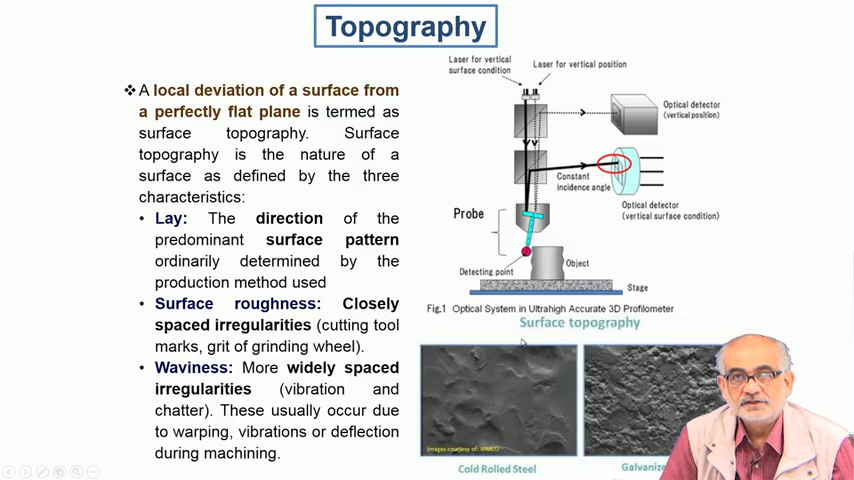 Topography
❖ A local deviation of a surface from
a perfectly flat plane is termed as
surface topography. Surface
topography is the nature of a
surface as defined by the three
characteristics:
• Lay: The direction of the
predominant surface pattern
ordinarily determined by the
production method used
• Surface roughness: Closely
spaced irregularities (cutting tool
marks, grit of grinding wheel).
• Waviness: More widely spaced
irregularities (vibration and
chatter). These usually occur due
to warping, vibrations or deflection
during machining.
Laser for vertical
surface condition
Laser for vertical position
Optical detector
(vertical position)
Constant
incidence angle
Optical detector
(vertical surface condition)
Probe
Object
Detecting point
Stage
Fig.1 Optical System in Ultrahigh Accurate 3D Profilometer
Surface topography
Images courtesy of:
Cold Rolled Steel
Galvanize